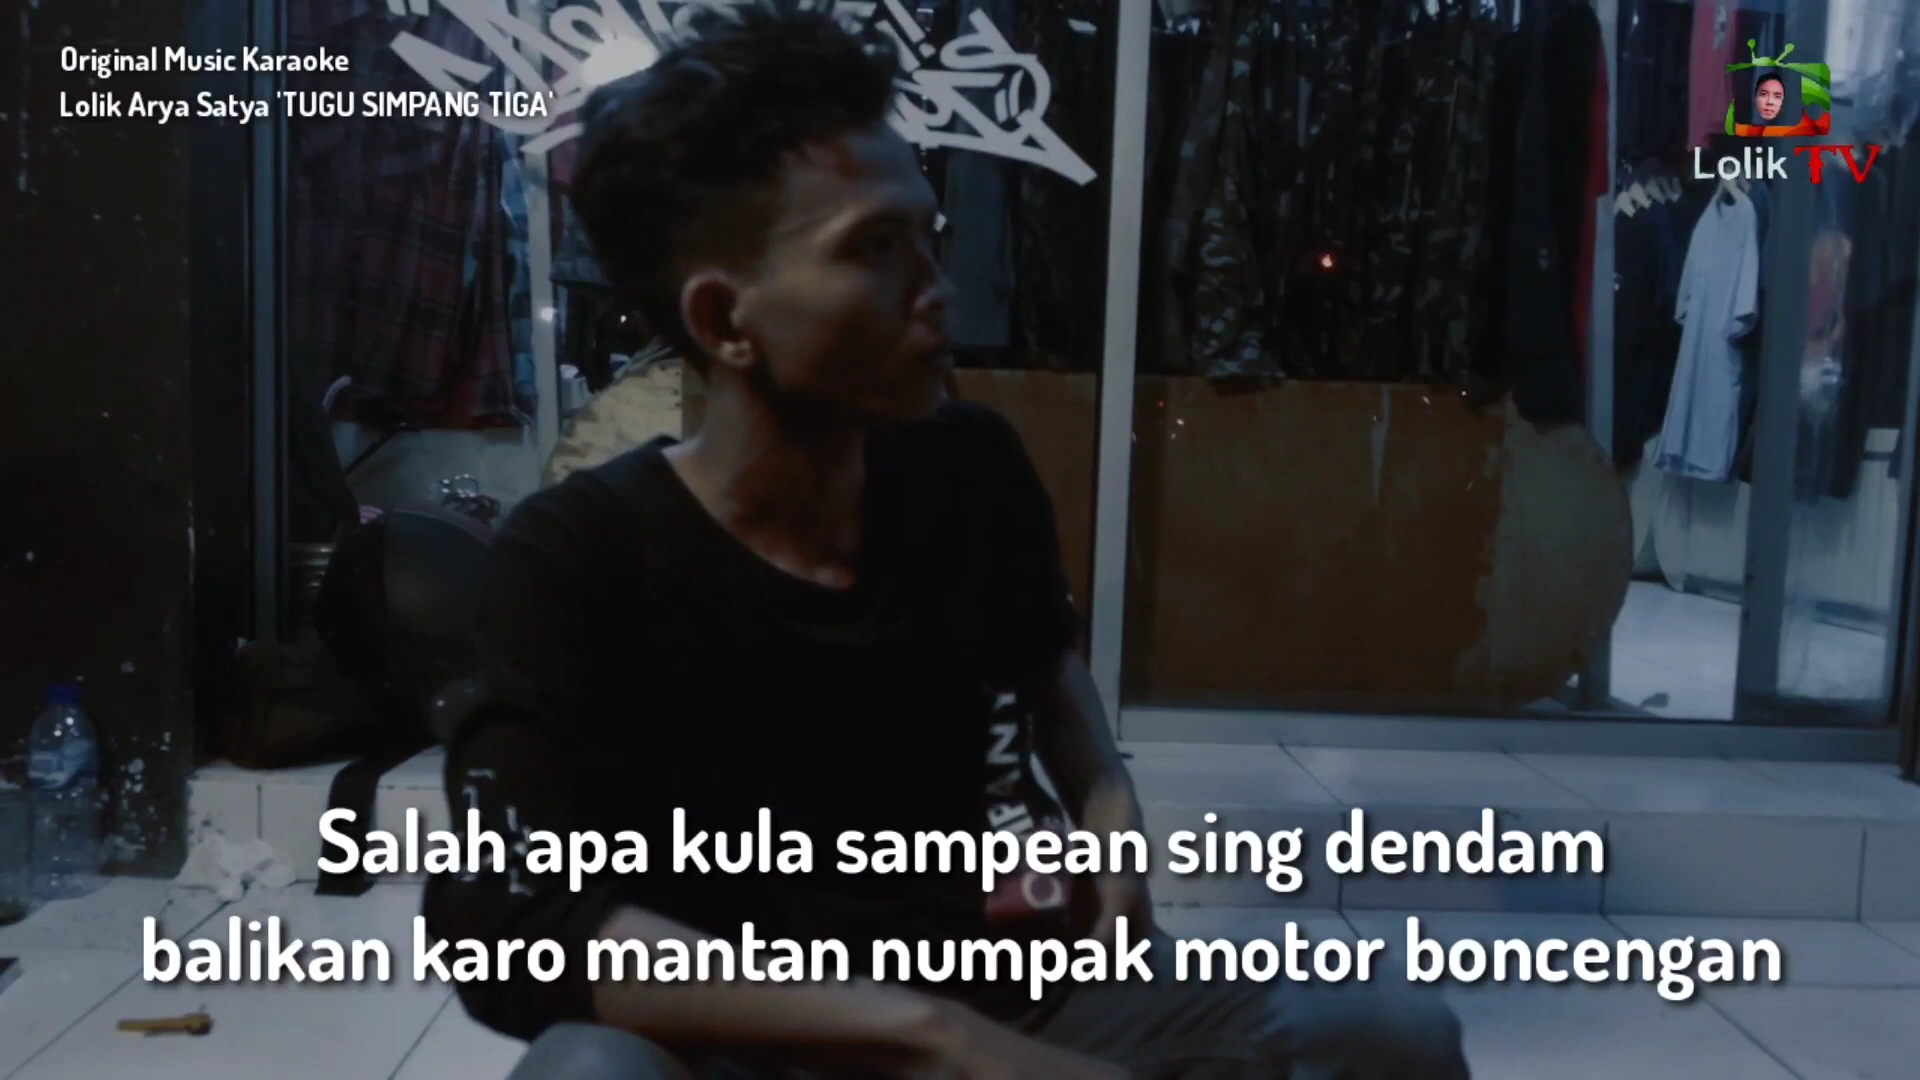 Original Music Karaoke
Lolik Arya Satya 'TUGU SIMPANG TIGA'
Lolik TV
Salah apa kula sampean sing dendam
balikan karo mantan numpak motor boncengan